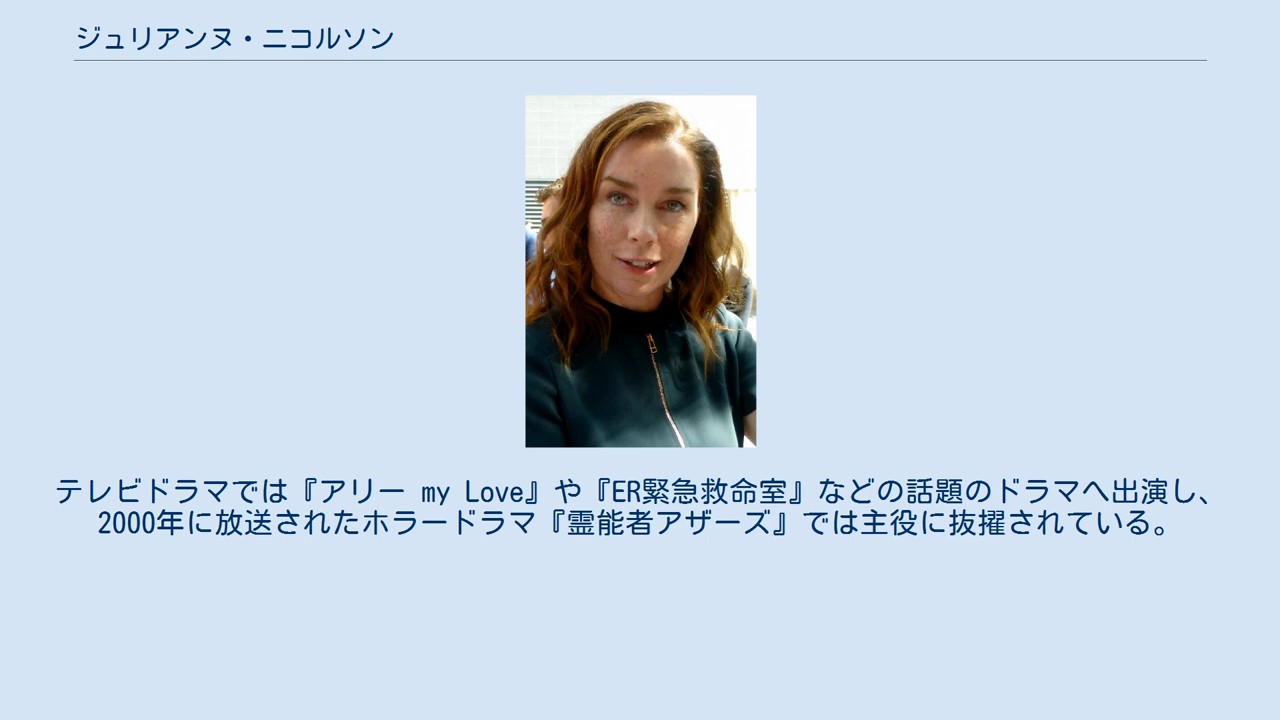 ジュリアンヌ・ニコルソン
テレビドラマでは『アリー my Love』や『ER緊急救命室』などの話題のドラマへ出演し、
2000年に放送されたホラードラマ『霊能者アザーズ』では主役に抜擢されている。